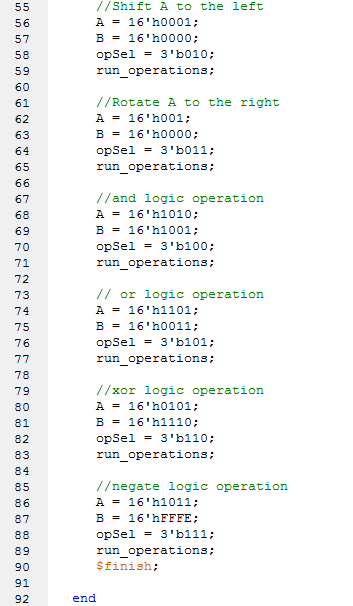 55 //Shift A to the left
56 A = 16'h0001;
57 B = 16'h0000;
58 opSel = 3'b010;
59 run_operations;
60
61 //Rotate A to the right
62 A = 16'h001;
63 B = 16'h0000;
64 opSel = 3'b011;
65 run_operations;
66
67 //and logic operation
68 A = 16'h1010;
69 B = 16'h1001;
70 opSel = 3'b100;
71 run_operations;
72
73 // or logic operation
74 A = 16'h1101;
75 B = 16'h0011;
76 opSel = 3'b101;
77 run_operations;
78
79 //xor logic operation
80 A = 16'h0101;
81 B = 16'h1110;
82 opSel = 3'b110;
83 run_operations;
84
85 //negate logic operation
86 A = 16'h1011;
87 B = 16'hFFFE;
88 opSel = 3'b111;
89 run_operations;
90 $finish;
91
92 end